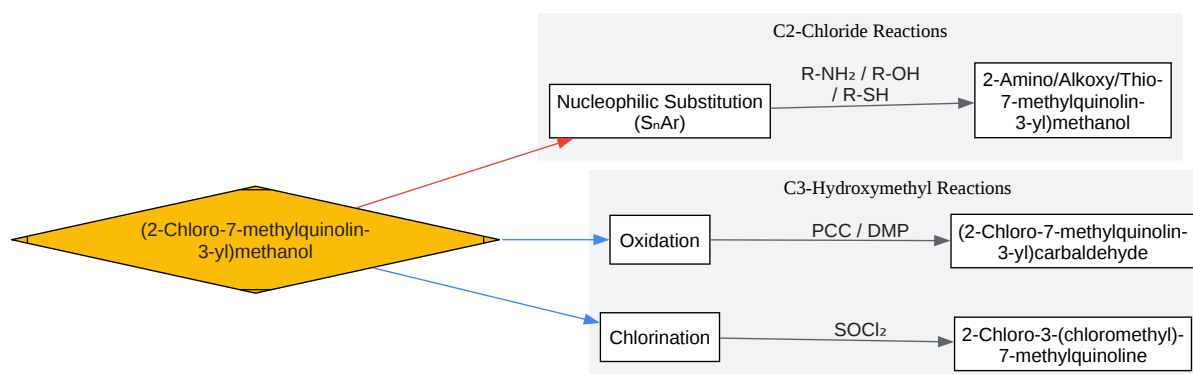 C2-Chloride Reactions
Nucleophilic Substitution
(SₙAr)
R-NH₂ / R-OH
/ R-SH
2-Amino/Alkoxy/Thio-
7-methylquinolin-
3-yl)methanol
(2-Chloro-7-methylquinolin-
3-yl)methanol
C3-Hydroxymethyl Reactions
Oxidation
PCC / DMP
(2-Chloro-7-methylquinolin-
3-yl)carbaldehyde
Chlorination
SOCl₂
2-Chloro-3-(chloromethyl)-
7-methylquinoline